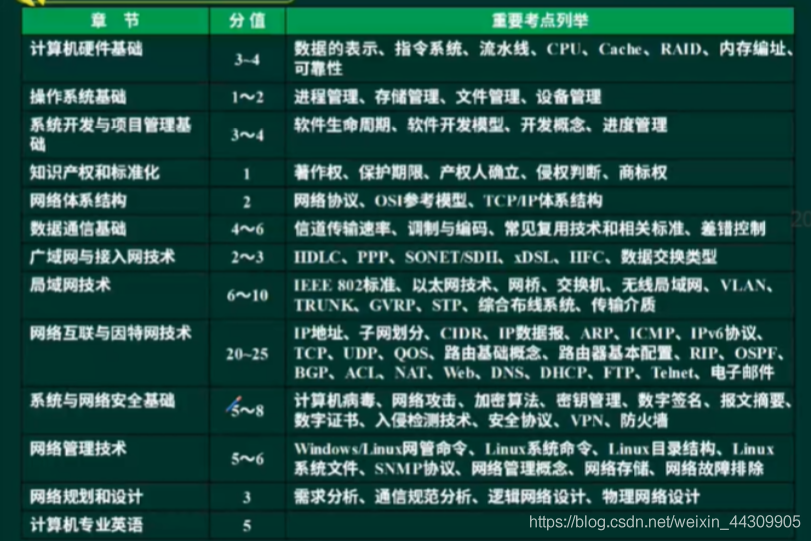 章 节 分值 重要考点列举
计算机硬件基础 3~4 数据的表示、指令系统、流水线、CPU、Cache、RAID、内存编址、
可靠性
操作系统基础 1～2 进程管理、存储管理、文件管理、设备管理
系统开发与项目管理基
础 3～4 软件生命周期、软件开发模型、开发概念、进度管理
知识产权和标准化 1 著作权、保护期限、产权人确立、侵权判断、商标权
网络体系结构 2 网络协议、OSI参考模型、TCP/IP体系结构
数据通信基础 4～6 信道传输速率、调制与编码、常见复用技术和相关标准、差错控制
广域网与接入网技术 2～3 HDLC、PPP、SONET/SDH、xDSL、HFC、数据交换类型
局域网技术 6～10 IEEE 802标准、以太网技术、网桥、交换机、无线局域网、VLAN、
TRUNK、GVRP、STP、综合布线系统、传输介质
网络互联与因特网技术 20~25 IP地址、子网划分、CIDR、IP数据报、ARP、ICMP、IPv6协议、
TCP、UDP、QOS、路由基础概念、路由器基本配置、RIP、OSPF、
BGP、ACL、NAT、Web、DNS、DHCP、FTP、Telnet、电子邮件
系统与网络安全基础 5～8 计算机病毒、网络攻击、加密算法、密钥管理、数字签名、报文摘要、
数字证书、入侵检测技术、安全协议、VPN、防火墙
网络管理技术 5～6 Windows/Linux网管命令、Linux系统命令、Linux目录结构、Linux
系统文件、SNMP协议、网络管理概念、网络存储、网络故障排除
网络规划和设计 3 需求分析、通信规范分析、逻辑网络设计、物理网络设计
计算机专业英语 5
https://blog.csdn.net/weixin_44309905